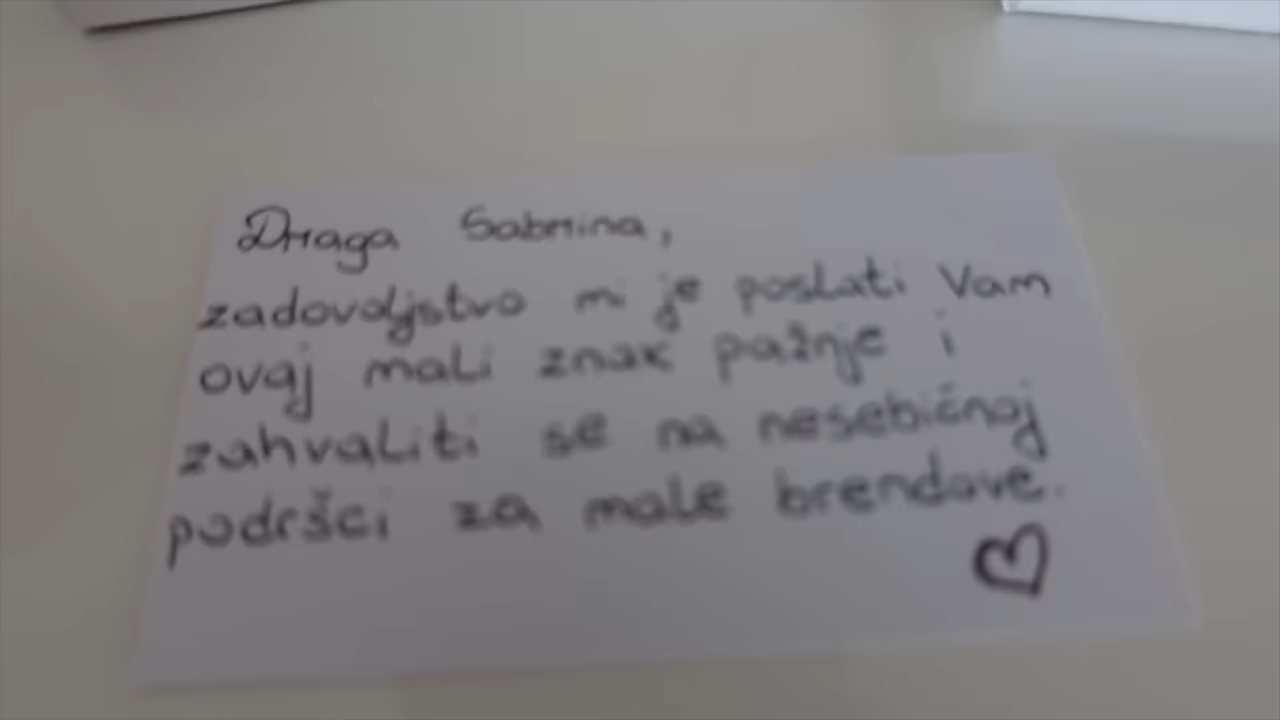 Draga Sabrina,
zadovoljstvo mi je poslati Vam
ovaj mali znak pažnje i
zahvaliti se na nesebičnoj
podršci za male brendove.